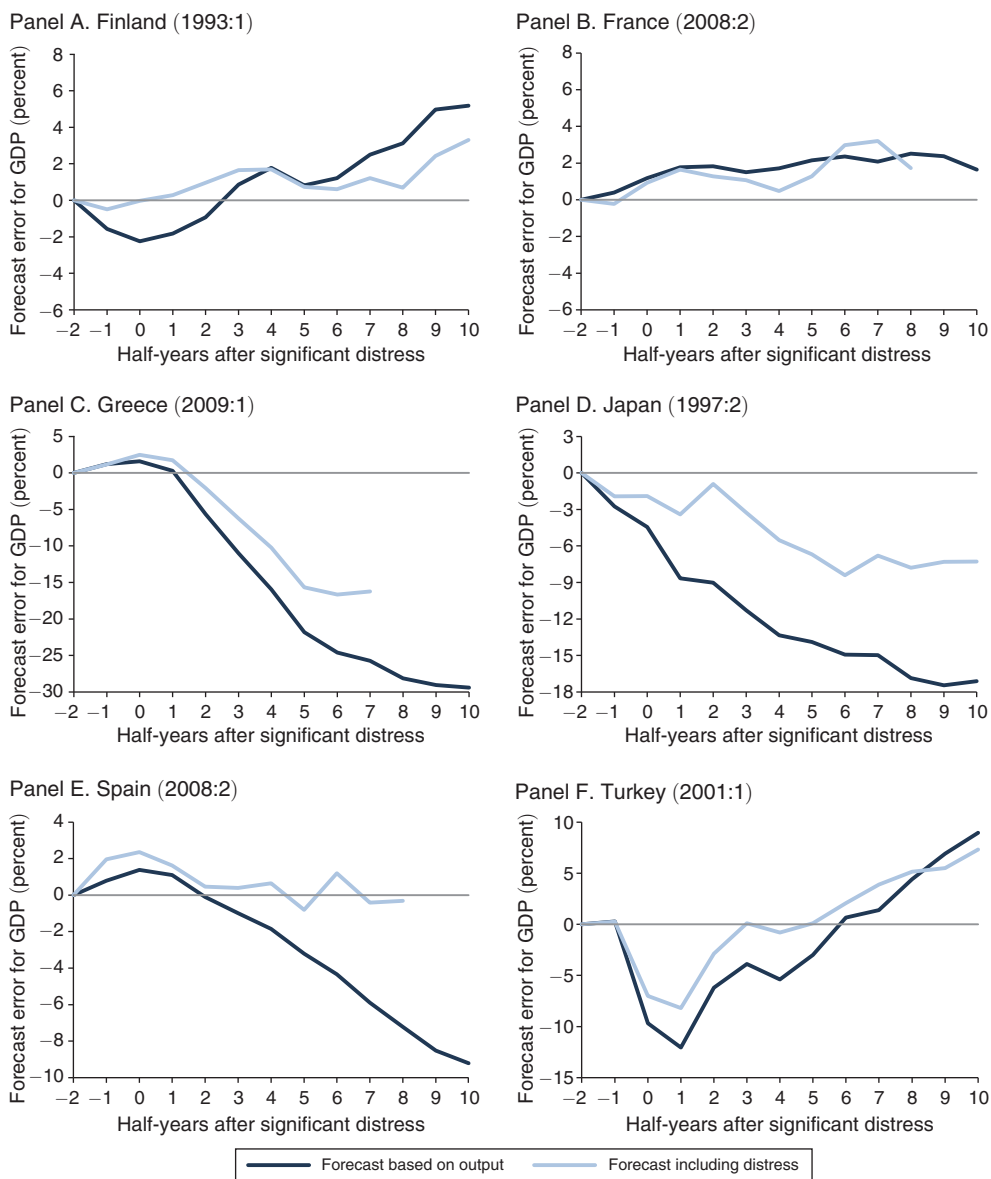 Panel A. Finland (1993:1)
Forecast error for GDP (percent)
8
6
4
2
0
−2
−4
−6
−2 −1 0 1 2 3 4 5 6 7 8 9 10
Half-years after significant distress
Panel B. France (2008:2)
Forecast error for GDP (percent)
8
6
4
2
0
−2
−4
−6
−2 −1 0 1 2 3 4 5 6 7 8 9 10
Half-years after significant distress
Panel C. Greece (2009:1)
Forecast error for GDP (percent)
5
0
−5
−10
−15
−20
−25
−30
−2 −1 0 1 2 3 4 5 6 7 8 9 10
Half-years after significant distress
Panel D. Japan (1997:2)
Forecast error for GDP (percent)
3
0
−3
−6
−9
−12
−15
−18
−2 −1 0 1 2 3 4 5 6 7 8 9 10
Half-years after significant distress
Panel E. Spain (2008:2)
Forecast error for GDP (percent)
4
2
0
−2
−4
−6
−8
−10
−2 −1 0 1 2 3 4 5 6 7 8 9 10
Half-years after significant distress
Panel F. Turkey (2001:1)
Forecast error for GDP (percent)
10
5
0
−5
−10
−15
−2 −1 0 1 2 3 4 5 6 7 8 9 10
Half-years after significant distress
Forecast based on output
Forecast including distress